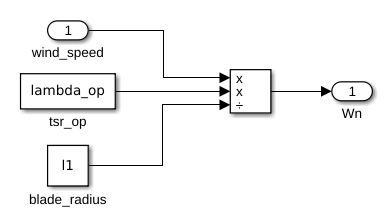 1
wind_speed
lambda_op
tsr_op
l1
blade_radius
x
x
÷
1
Wn